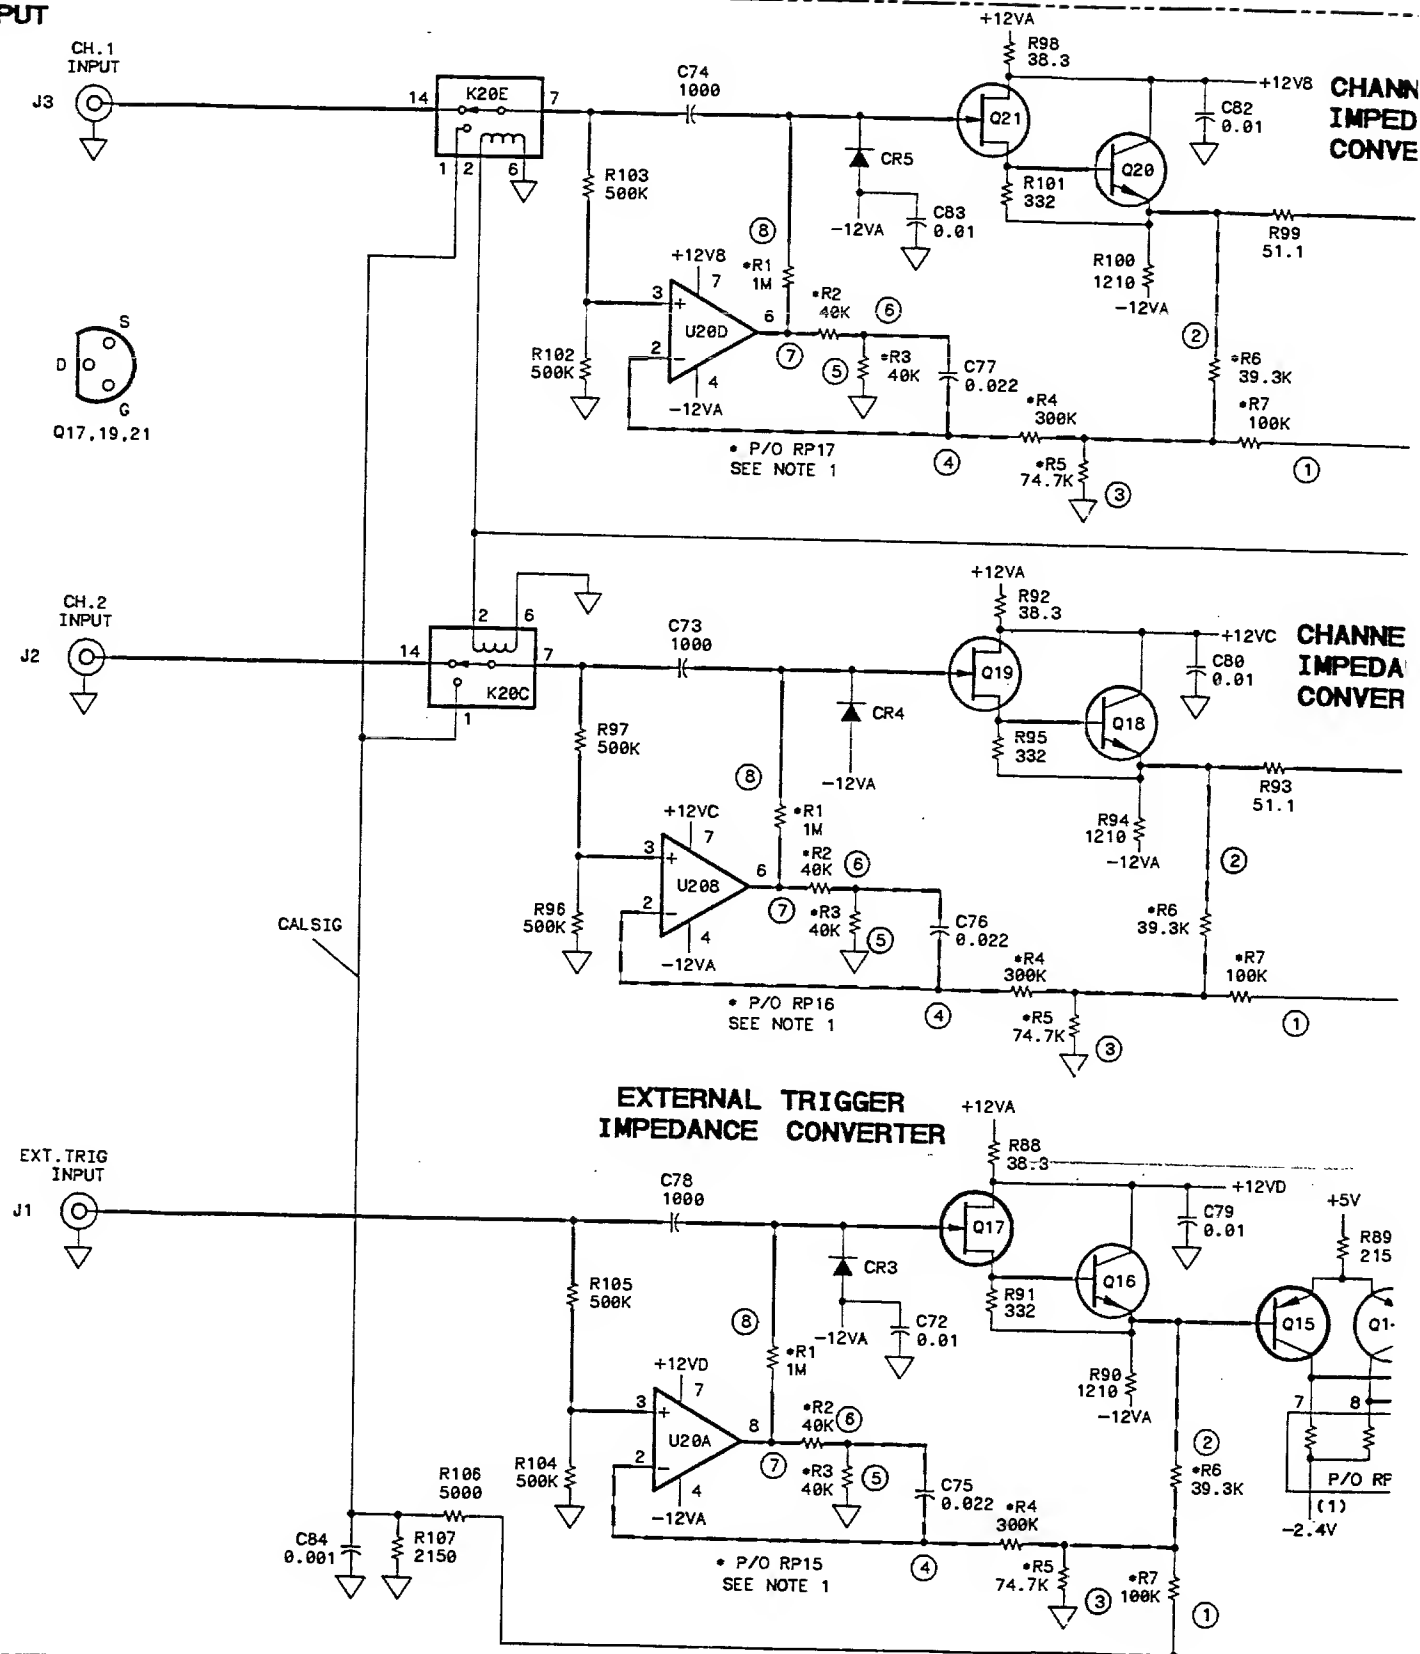 PUT
CH.1
INPUT
J3
14
K20E
7
1
2
6
C74
1000
+12VA
R98
38.3
+12VB
C82
0.01
CHANN
IMPED
CONVE
Q21
Q20
R103
500K
CR5
C83
0.01
-12VA
R101
332
R99
51.1
R100
1210
-12VA
8
+12VB
7
*R1
1M
3
+
U20D
6
*R2
40K
6
2
-
4
-12VA
7
5
*R3
40K
C77
0.022
2
*R6
39.3K
R102
500K
*R4
300K
*R7
100K
* P/O RP17
SEE NOTE 1
4
*R5
74.7K
3
1
S
D
G
Q17,19,21
CH.2
INPUT
J2
14
2
6
7
K20C
1
C73
1000
+12VA
R92
38.3
+12VC
C80
0.01
CHANNE
IMPEDA
CONVER
Q19
Q18
R97
500K
CR4
-12VA
R95
332
R93
51.1
R94
1210
-12VA
8
+12VC
7
*R1
1M
3
+
U20B
6
*R2
40K
6
2
-
4
-12VA
7
*R3
40K
5
C76
0.022
2
*R6
39.3K
R96
500K
*R4
300K
*R7
100K
* P/O RP16
SEE NOTE 1
4
*R5
74.7K
3
1
CALSIG
EXTERNAL TRIGGER
IMPEDANCE CONVERTER
EXT.TRIG
INPUT
J1
C78
1000
+12VA
R88
38.3
+12VD
C79
0.01
+5V
R89
215
Q17
Q16
Q15
R105
500K
CR3
C72
0.01
-12VA
R91
332
R90
1210
-12VA
8
+12VD
7
*R1
1M
3
+
U20A
8
*R2
40K
6
2
-
4
-12VA
7
*R3
40K
5
C75
0.022
2
*R6
39.3K
7
8
P/O RP
(1)
-2.4V
R104
500K
R106
5000
C84
0.001
R107
2150
*R4
300K
* P/O RP15
SEE NOTE 1
4
*R5
74.7K
3
*R7
100K
1